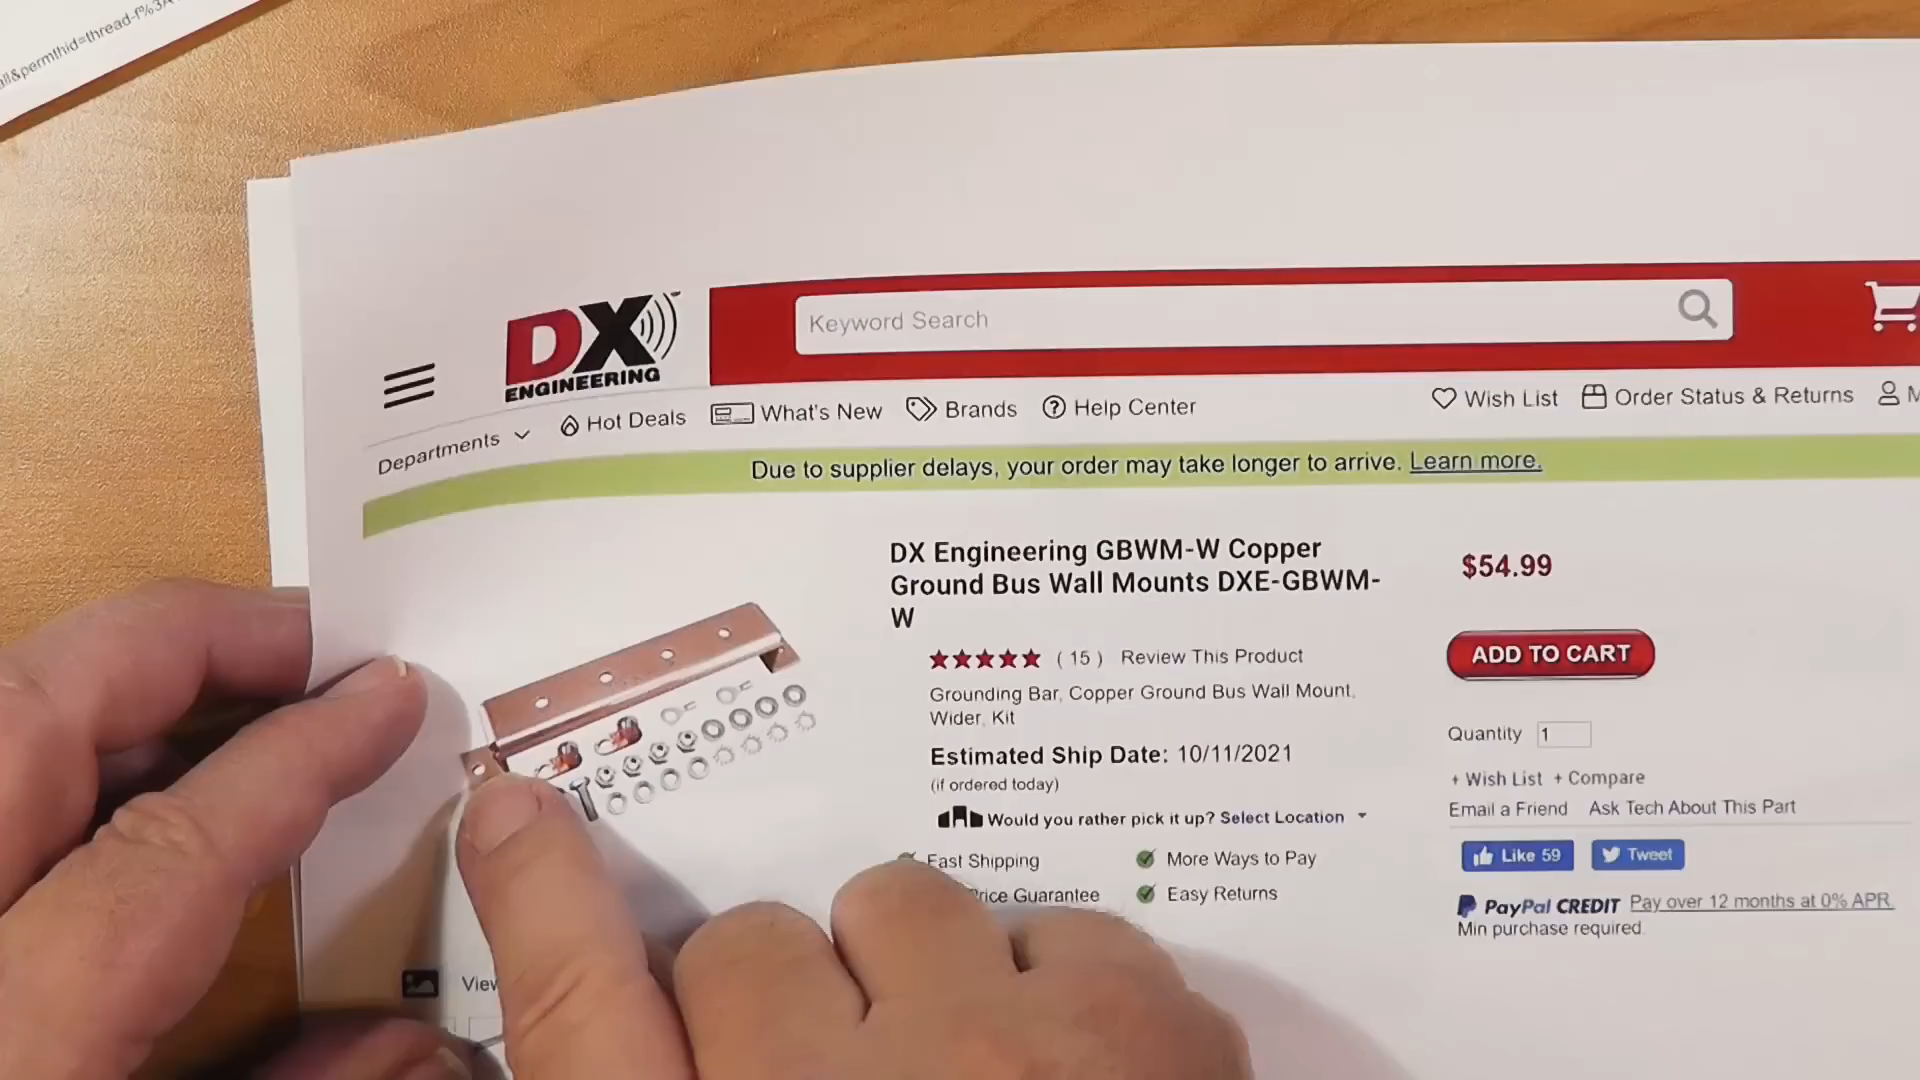 all&permthid=thread-f%3A
DX
ENGINEERING
Keyword Search
Departments
Hot Deals
What's New
Brands
Help Center
Wish List
Order Status & Returns
Due to supplier delays, your order may take longer to arrive. Learn more.
DX Engineering GBWM-W Copper
Ground Bus Wall Mounts DXE-GBWM-
W
( 15 ) Review This Product
Grounding Bar, Copper Ground Bus Wall Mount,
Wider, Kit
Estimated Ship Date: 10/11/2021
(if ordered today)
Would you rather pick it up? Select Location
Fast Shipping
More Ways to Pay
Guarantee
Easy Returns
$54.99
ADD TO CART
Quantity 1
+ Wish List + Compare
Email a Friend Ask Tech About This Part
Like 59
Tweet
PayPal CREDIT Pay over 12 months at 0% APR.
Min purchase required.